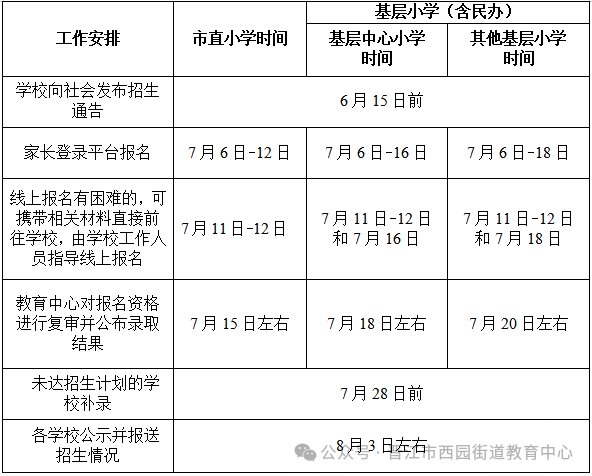 工作安排
市直小学时间
基层小学（含民办）
基层中心小学
时间
其他基层小学
时间
学校向社会发布招生
通告
6月15日前
家长登录平台报名
7月6日-12日
7月6日-16日
7月6日-18日
线上报名有困难的，可
携带相关材料直接前
往学校，由学校工作人
员指导线上报名
7月11日-12日
7月11日-12日
和7月16日
7月11日-12日
和7月18日
教育中心对报名资格
进行复审并公布录取
结果
7月15日左右
7月18日左右
7月20日左右
未达招生计划的学
校补录
7月28日前
各学校公示并报送
招生情况
8月3日左右
公众号·晋江市西园街道教育中心